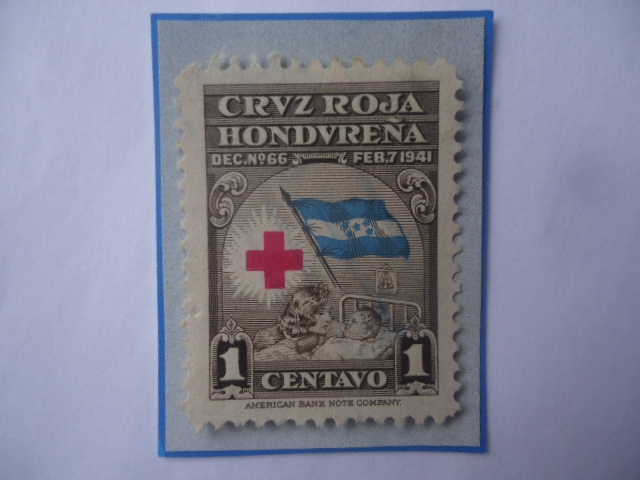 CRVZ ROJA
HONDVREÑA
DEC. Nº 66 FEB. 7 1941
1 CENTAVO 1
AMERICAN BANK NOTE COMPANY.